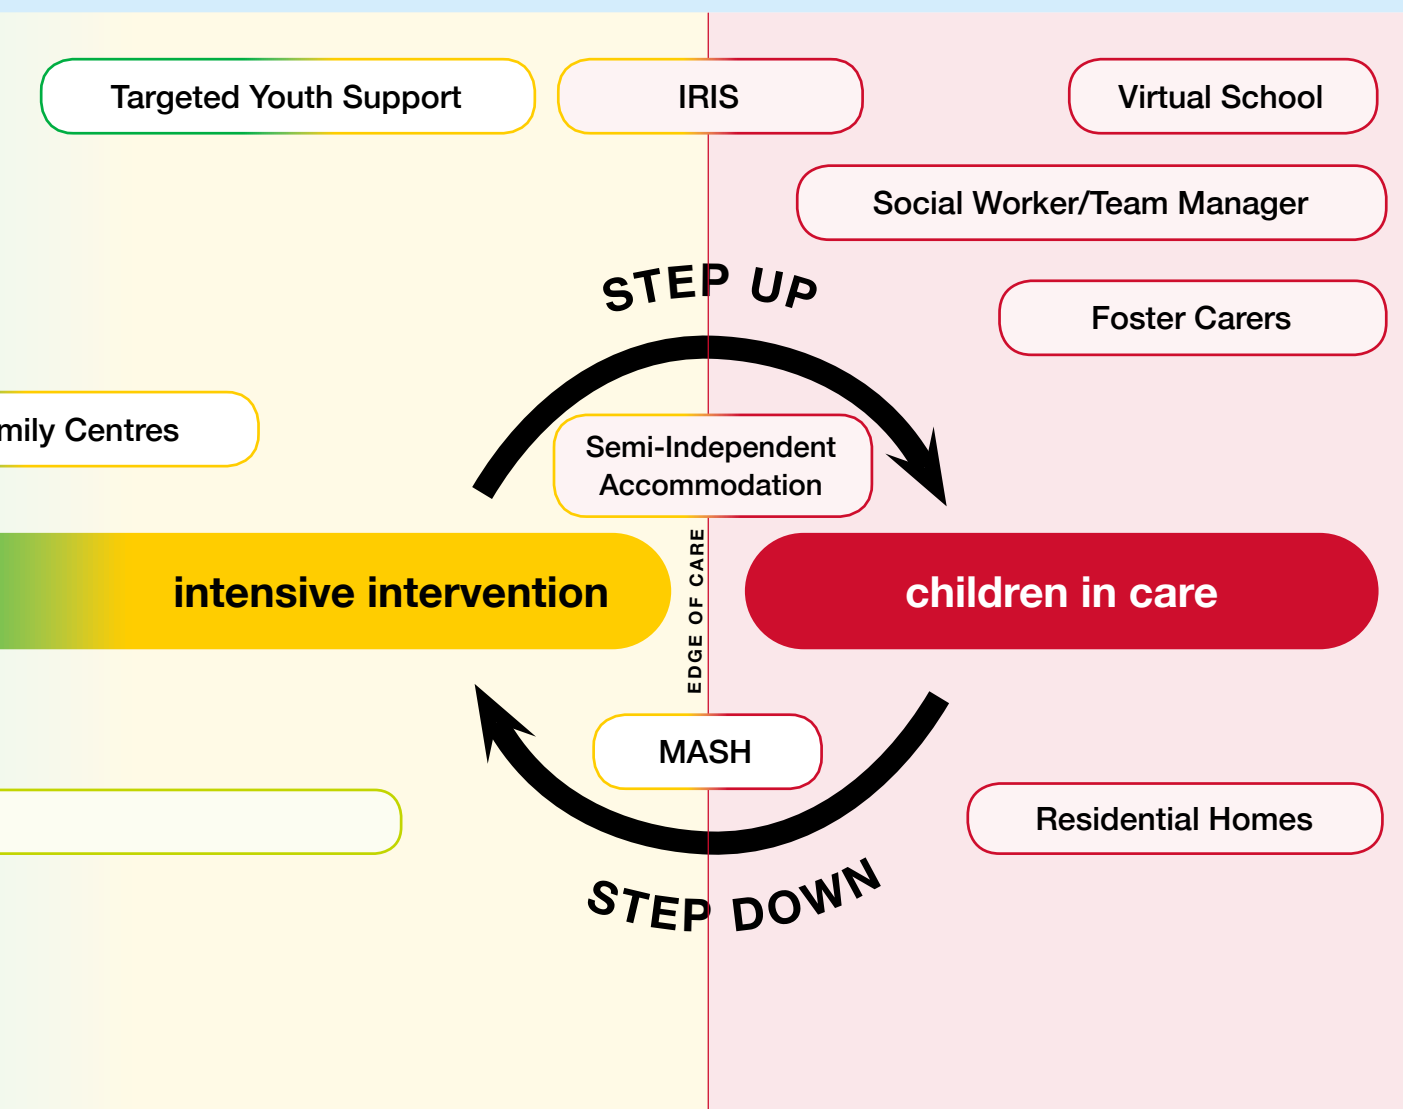 Targeted Youth Support
IRIS
Virtual School
Social Worker/Team Manager
STEP UP
Foster Carers
mily Centres
Semi-Independent
Accommodation
intensive intervention
EDGE OF CARE
children in care
MASH
Residential Homes
STEP DOWN